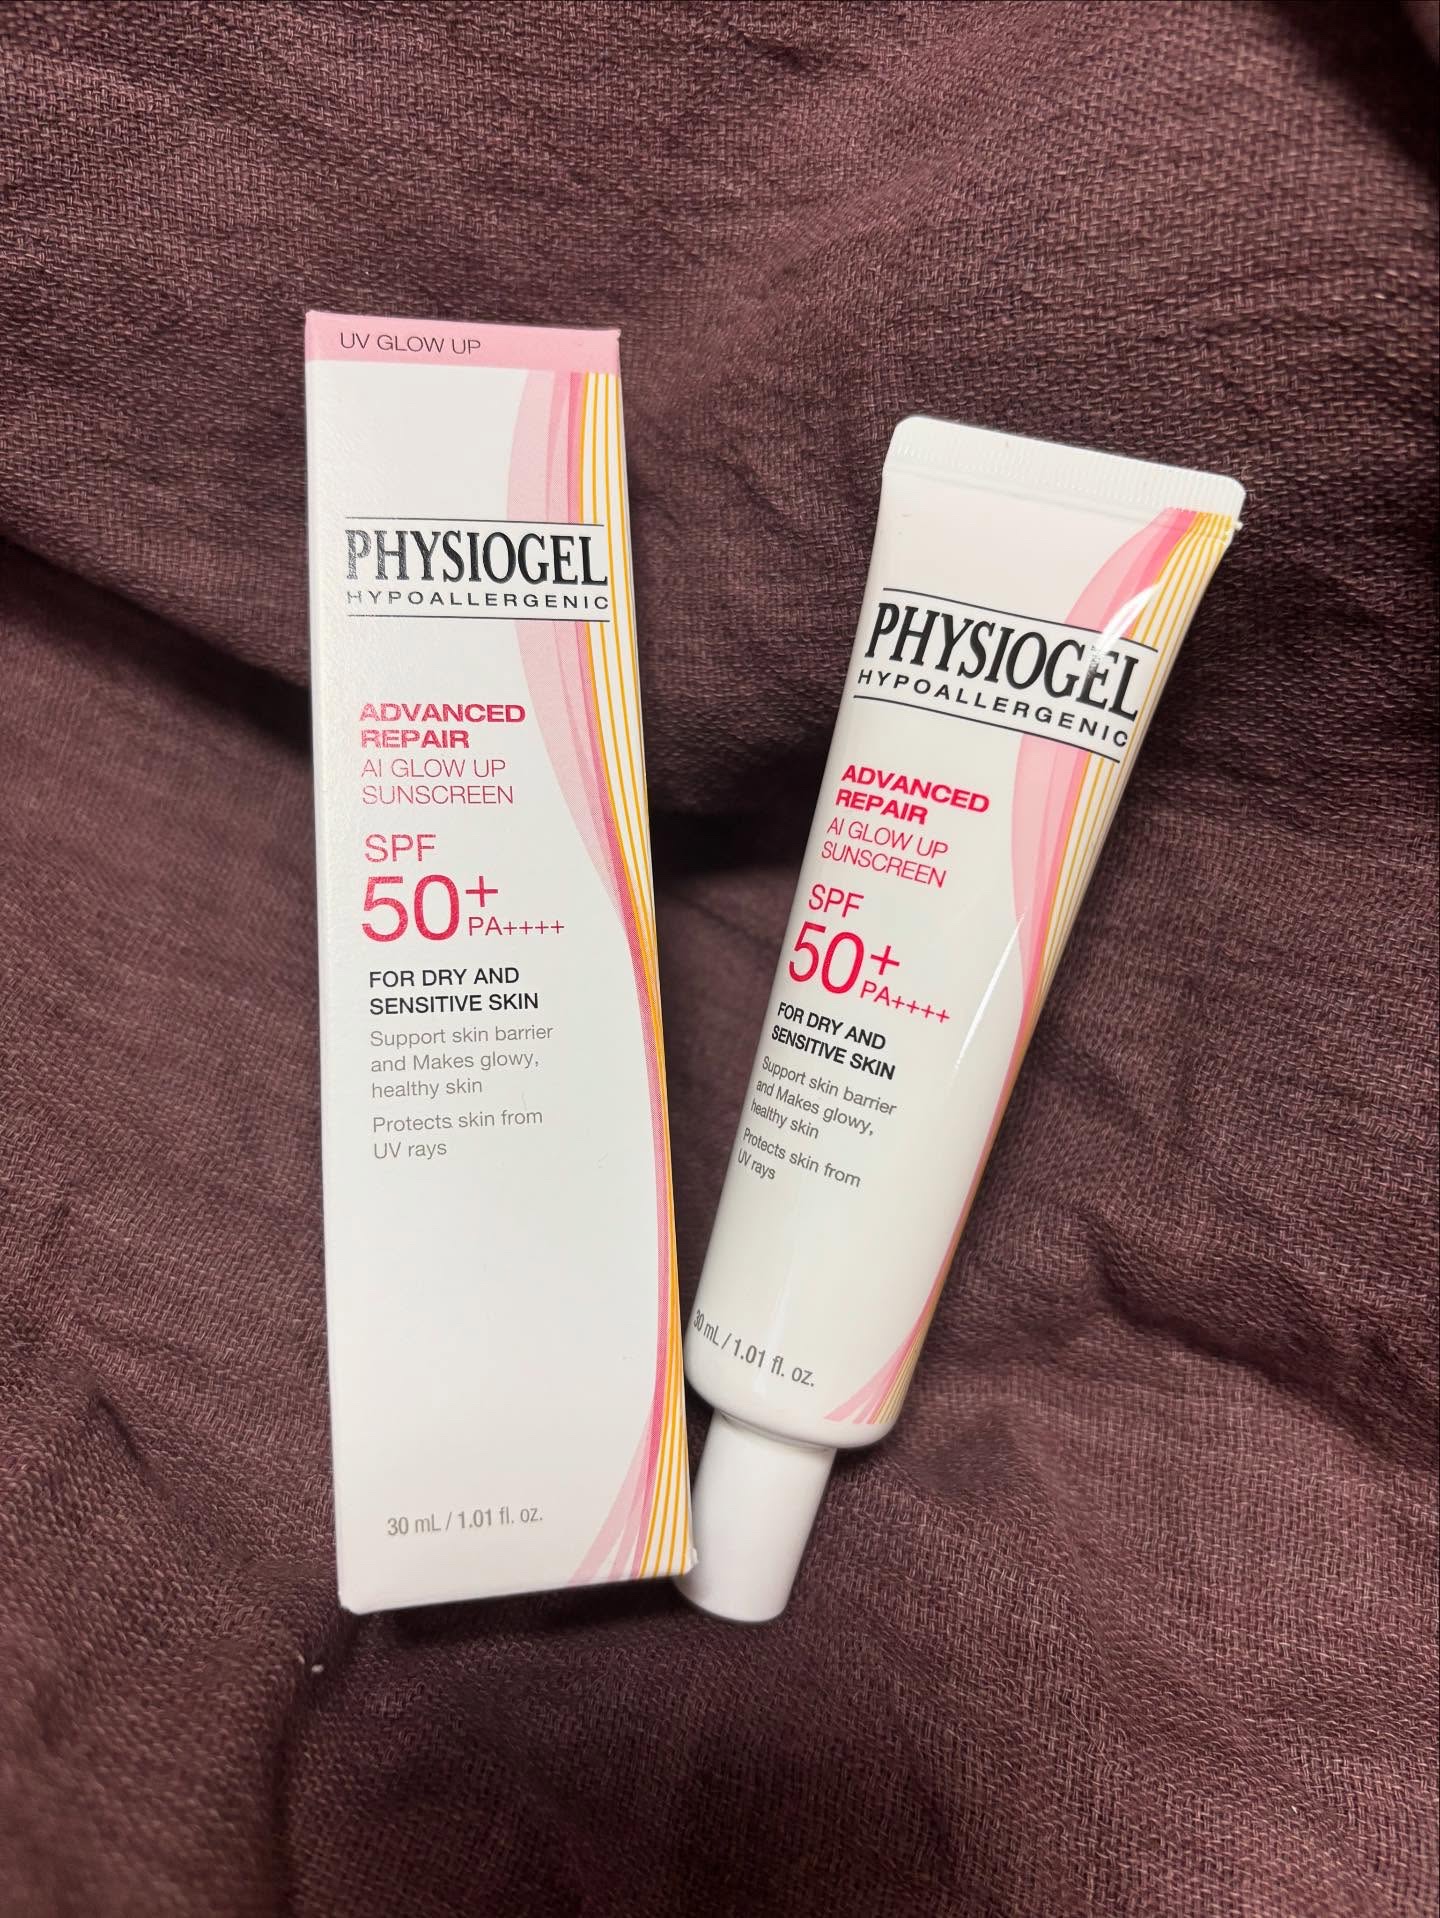 UV GLOW UP
PHYSIOGEL
HYPOALLERGENIC
ADVANCED
REPAIR
AI GLOW UP
SUNSCREEN
SPF
50+
PA++++
FOR DRY AND
SENSITIVE SKIN
Support skin barrier
and Makes glowy,
healthy skin
Protects skin from
UV rays
30 mL / 1.01 fl. oz.
PHYSIOGEL
HYPOALLERGENIC
ADVANCED
REPAIR
AI GLOW UP
SUNSCREEN
SPF
50+
PA++++
FOR DRY AND
SENSITIVE SKIN
Support skin barrier
and Makes glowy,
healthy skin
Protects skin from
UV rays
30 mL / 1.01 fl. oz.